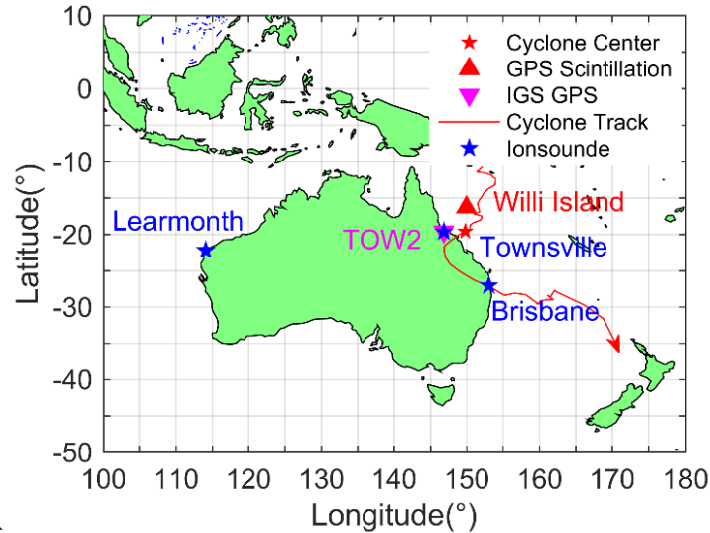 10
0
-10
-20
-30
-40
-50
Latitude(°)
Cyclone Center
GPS Scintillation
IGS GPS
Cyclone Track
Ionsounde
Willi Island
Learmonth
TOW2
Townsville
Brisbane
100 110 120 130 140 150 160 170 180
Longitude(°)